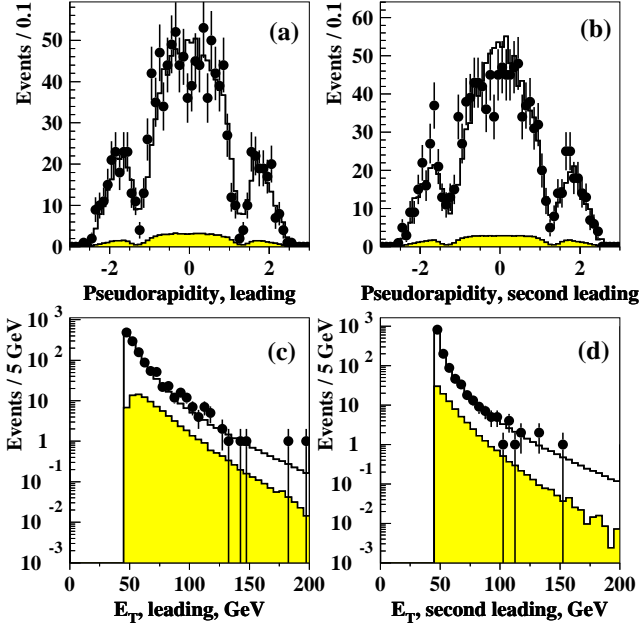 Events / 0.1
50
40
30
20
10
0
(a)
-2
0
2
Pseudorapidity, leading
Events / 0.1
60
50
40
30
20
10
0
(b)
-2
0
2
Pseudorapidity, second leading
Events / 5 GeV
10 3
10 2
10
1
10 -1
10 -2
10 -3
(c)
0 50 100 150 200
E_T, leading, GeV
Events / 5 GeV
10 3
10 2
10
1
10 -1
10 -2
10 -3
(d)
0 50 100 150 200
E_T, second leading, GeV